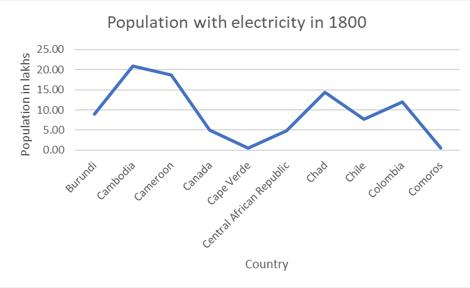 Population with electricity in 1800
Population in lakhs
25.00
20.00
15.00
10.00
5.00
0.00
Burundi
Cambodia
Cameroon
Canada
Cape Verde
Central African Republic
Chad
Chile
Colombia
Comoros
Country